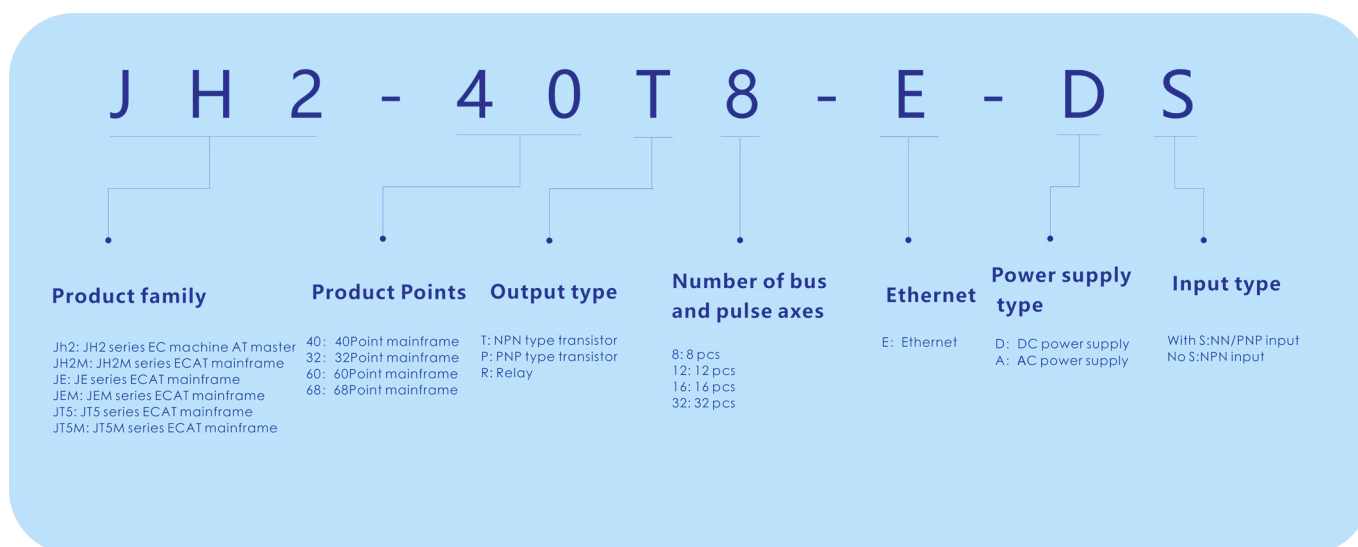 JH2-40T8-E-DS
Product family
Jh2: JH2 series EC machine AT master
JH2M: JH2M series ECAT mainframe
JE: JE series ECAT mainframe
JEM: JEM series ECAT mainframe
JT5: JT5 series ECAT mainframe
JT5M: JT5M series ECAT mainframe
Product Points
40: 40Point mainframe
32: 32Point mainframe
60: 60Point mainframe
68: 68Point mainframe
Output type
T: NPN type transistor
P: PNP type transistor
R: Relay
Number of bus
and pulse axes
8: 8 pcs
12: 12 pcs
16: 16 pcs
32: 32 pcs
Ethernet
E: Ethernet
Power supply
type
D: DC power supply
A: AC power supply
Input type
With S:NN/PNP input
No S:NPN input